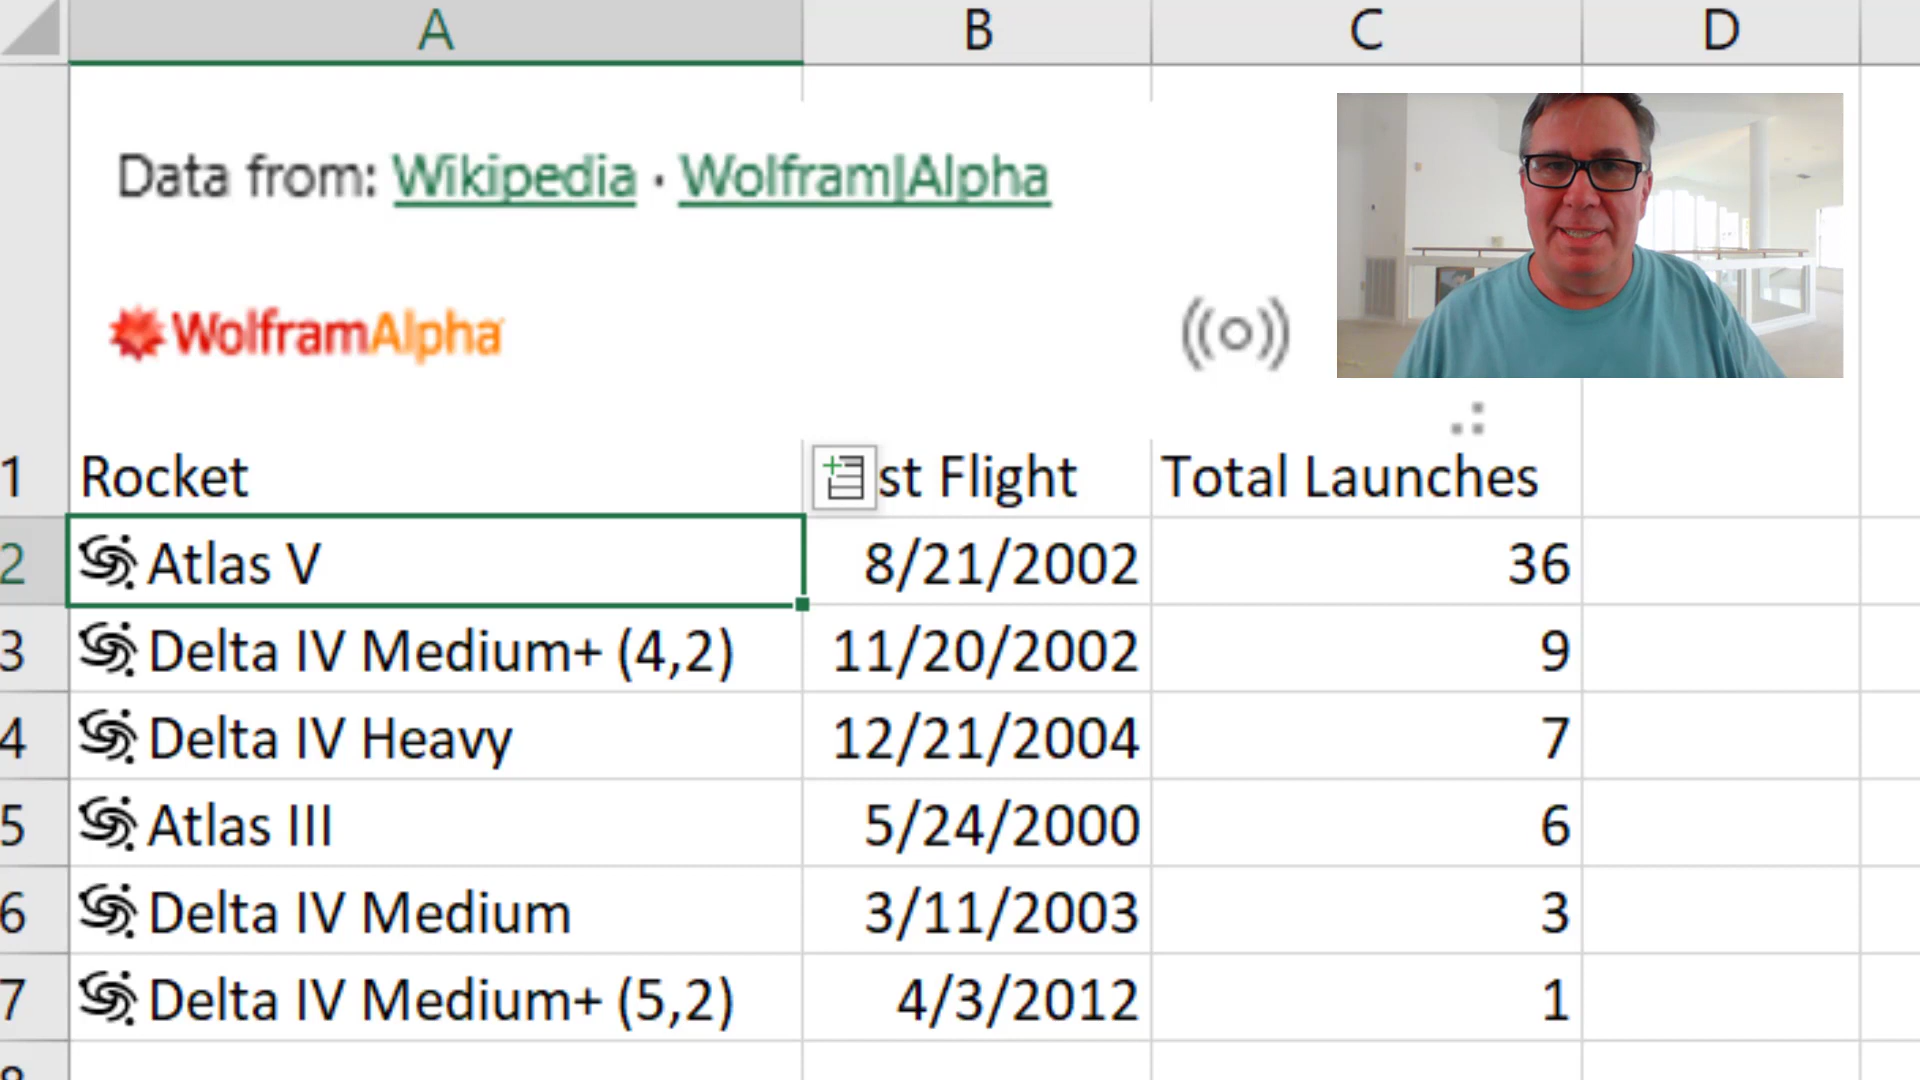 A B C D
Data from: Wikipedia · Wolfram|Alpha
WolframAlpha
1 Rocket st Flight Total Launches
2 Atlas V 8/21/2002 36
3 Delta IV Medium+ (4,2) 11/20/2002 9
4 Delta IV Heavy 12/21/2004 7
5 Atlas III 5/24/2000 6
6 Delta IV Medium 3/11/2003 3
7 Delta IV Medium+ (5,2) 4/3/2012 1
8